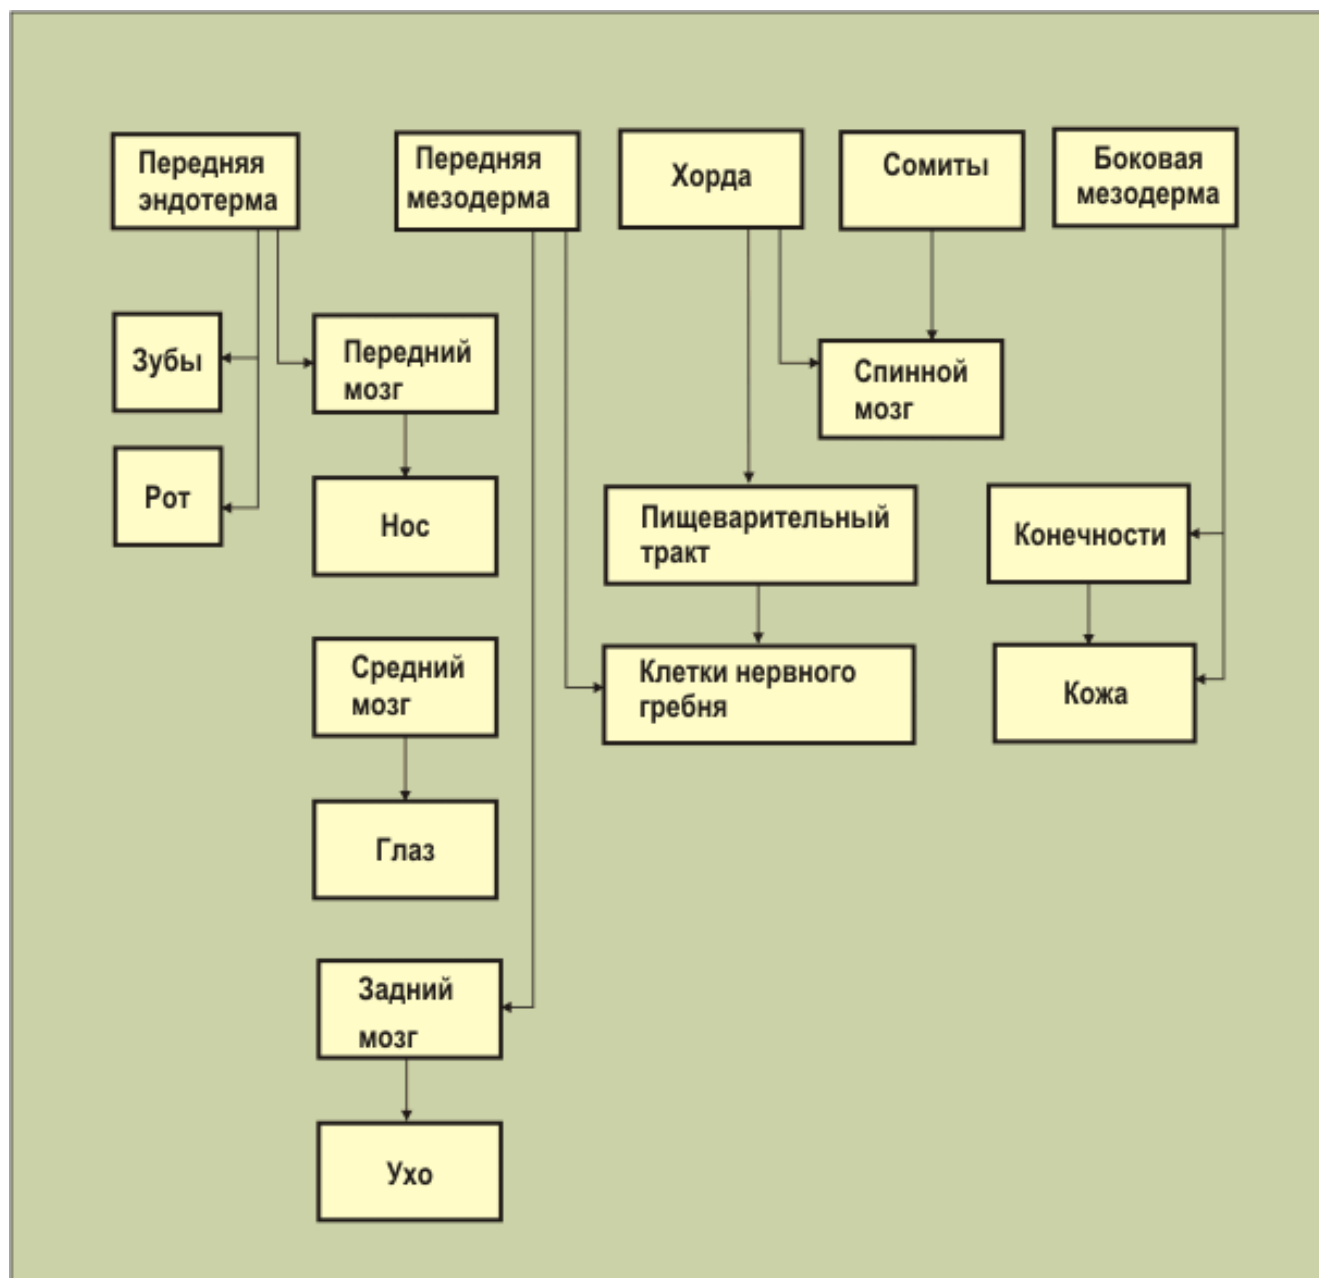 Передняя
эндотерма
Передняя
мезодерма
Хорда
Сомиты
Боковая
мезодерма
Зубы
Передний
мозг
Спинной
мозг
Рот
Нос
Пищеварительный
тракт
Конечности
Средний
мозг
Клетки нервного
гребня
Кожа
Глаз
Задний
мозг
Ухо